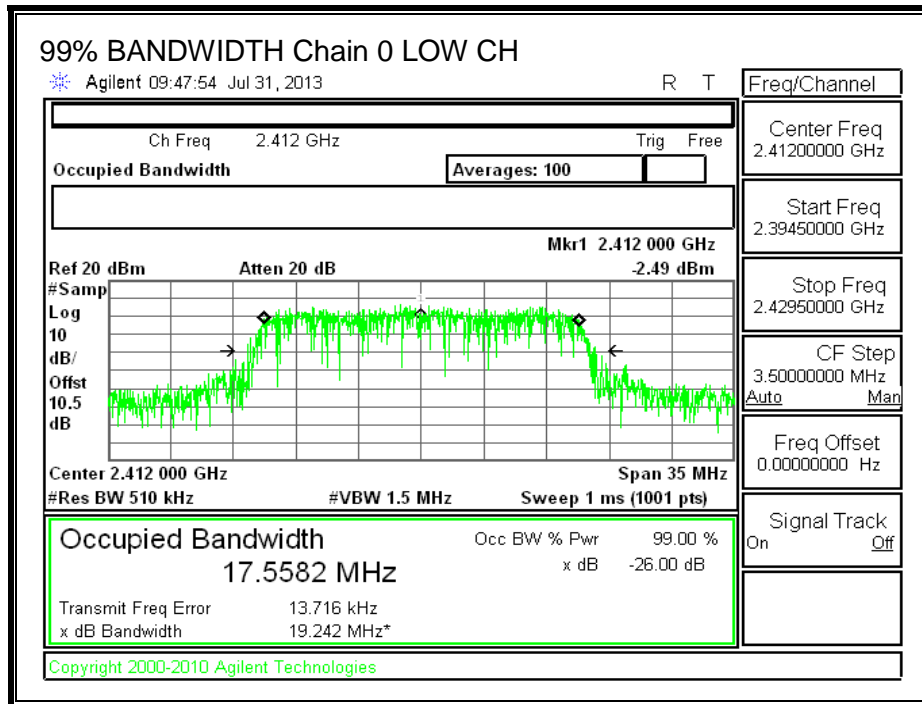 99% BANDWIDTH Chain 0 LOW CH
Agilent 09:47:54 Jul 31, 2013 R T
Freq/Channel
Ch Freq 2.412 GHz Trig Free
Occupied Bandwidth Averages: 100
Center Freq
2.41200000 GHz
Start Freq
2.39450000 GHz
Mkr1 2.412 000 GHz
Ref 20 dBm Atten 20 dB -2.49 dBm
#Samp
Log
10
dB/
Offst
10.5
dB
1
Stop Freq
2.42950000 GHz
CF Step
3.50000000 MHz
Auto Man
Freq Offset
0.00000000 Hz
Center 2.412 000 GHz Span 35 MHz
#Res BW 510 kHz #VBW 1.5 MHz Sweep 1 ms (1001 pts)
Signal Track
On Off
Occupied Bandwidth Occ BW % Pwr 99.00 %
17.5582 MHz x dB -26.00 dB
Transmit Freq Error 13.716 kHz
x dB Bandwidth 19.242 MHz*
Copyright 2000-2010 Agilent Technologies